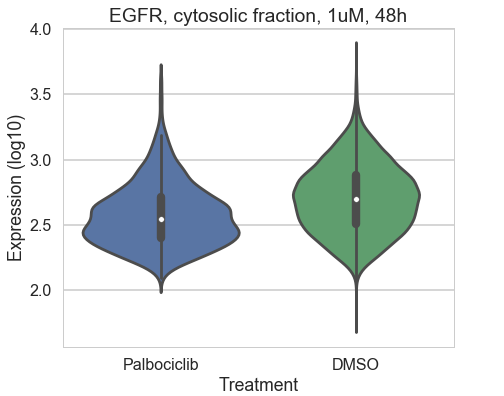 EGFR, cytosolic fraction, 1uM, 48h
4.0
3.5
3.0
2.5
2.0
Expression (log10)
Palbociclib
DMSO
Treatment